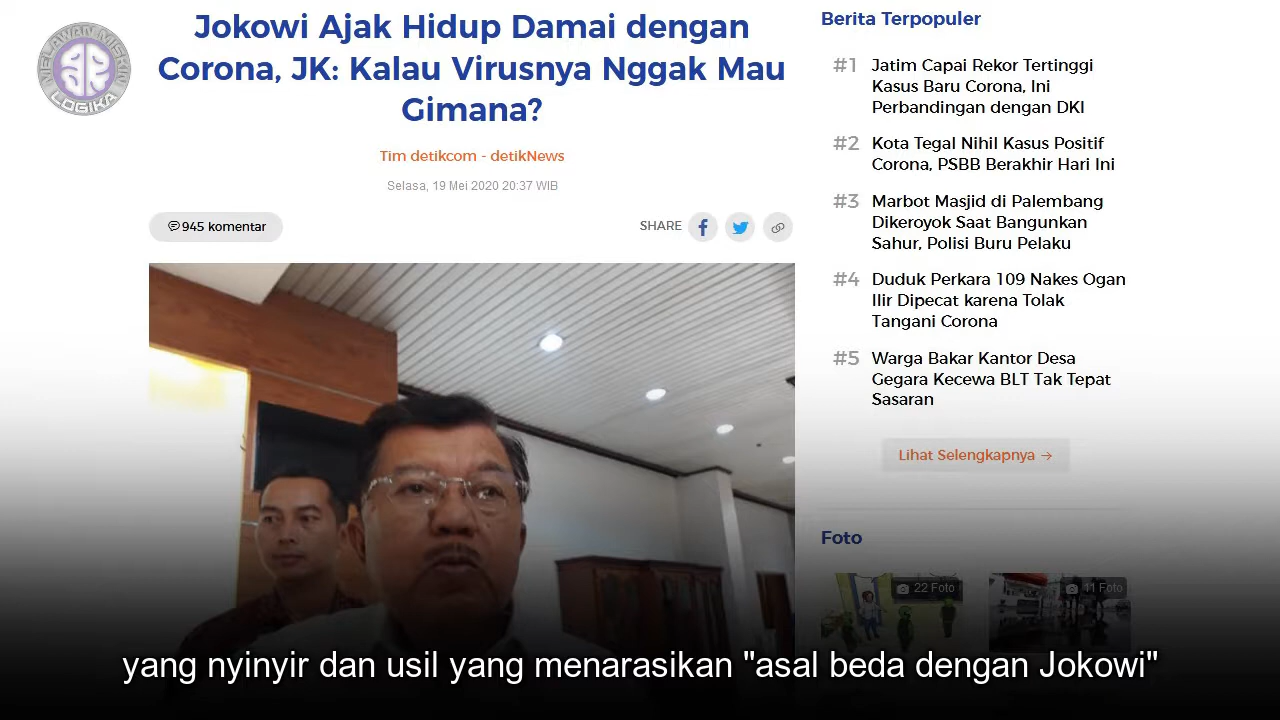 MELAWAN MISKIN
LOGIKA
Jokowi Ajak Hidup Damai dengan
Corona, JK: Kalau Virusnya Nggak Mau
Gimana?
Tim detikcom - detikNews
Selasa, 19 Mei 2020 20:37 WIB
945 komentar
SHARE
Berita Terpopuler
#1 Jatim Capai Rekor Tertinggi
Kasus Baru Corona, Ini
Perbandingan dengan DKI
#2 Kota Tegal Nihil Kasus Positif
Corona, PSBB Berakhir Hari Ini
#3 Marbot Masjid di Palembang
Dikeroyok Saat Bangunkan
Sahur, Polisi Buru Pelaku
#4 Duduk Perkara 109 Nakes Ogan
Ilir Dipecat karena Tolak
Tangani Corona
#5 Warga Bakar Kantor Desa
Gegara Kecewa BLT Tak Tepat
Sasaran
Lihat Selengkapnya →
Foto
22 Foto
11 Foto
yang nyinyir dan usil yang menarasikan "asal beda dengan Jokowi"